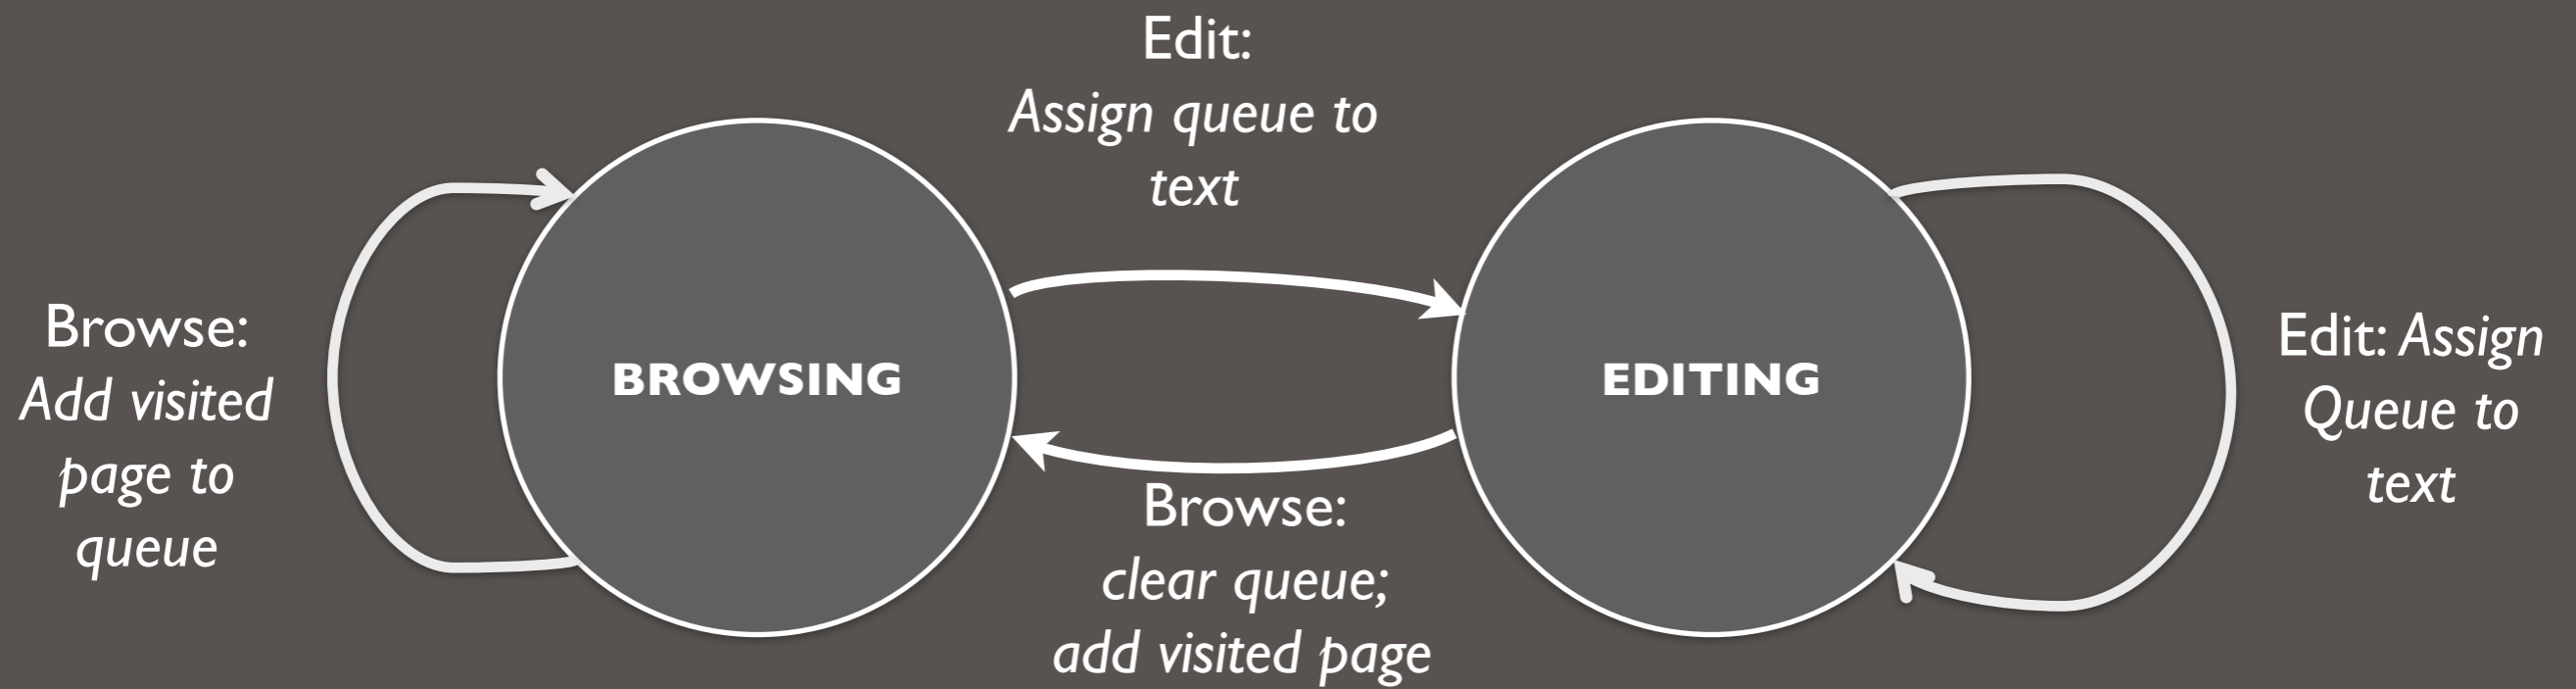 Edit:
Assign queue to
text
Browse:
Add visited
page to
queue
BROWSING
EDITING
Edit: Assign
Queue to
text
Browse:
clear queue;
add visited page